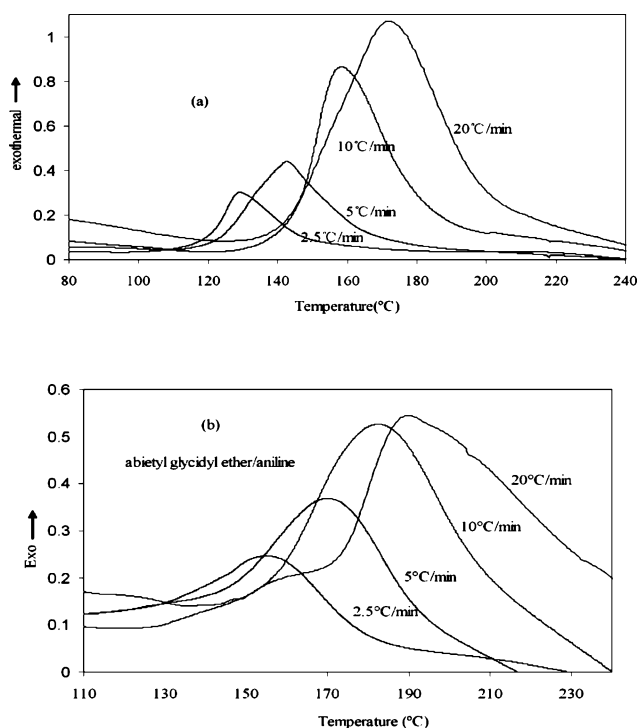 1
0.8
0.6
0.4
0.2
0
exothermal
(a)
20℃/min
10℃/min
5℃/min
2.5℃/min
80 100 120 140 160 180 200 220 240
Temperature(°C)
0.6
0.5
0.4
0.3
0.2
0.1
0
Exo
(b)
abietyl glycidyl ether/aniline
20°C/min
10°C/min
5°C/min
2.5°C/min
110 130 150 170 190 210 230
Temperature (°C)